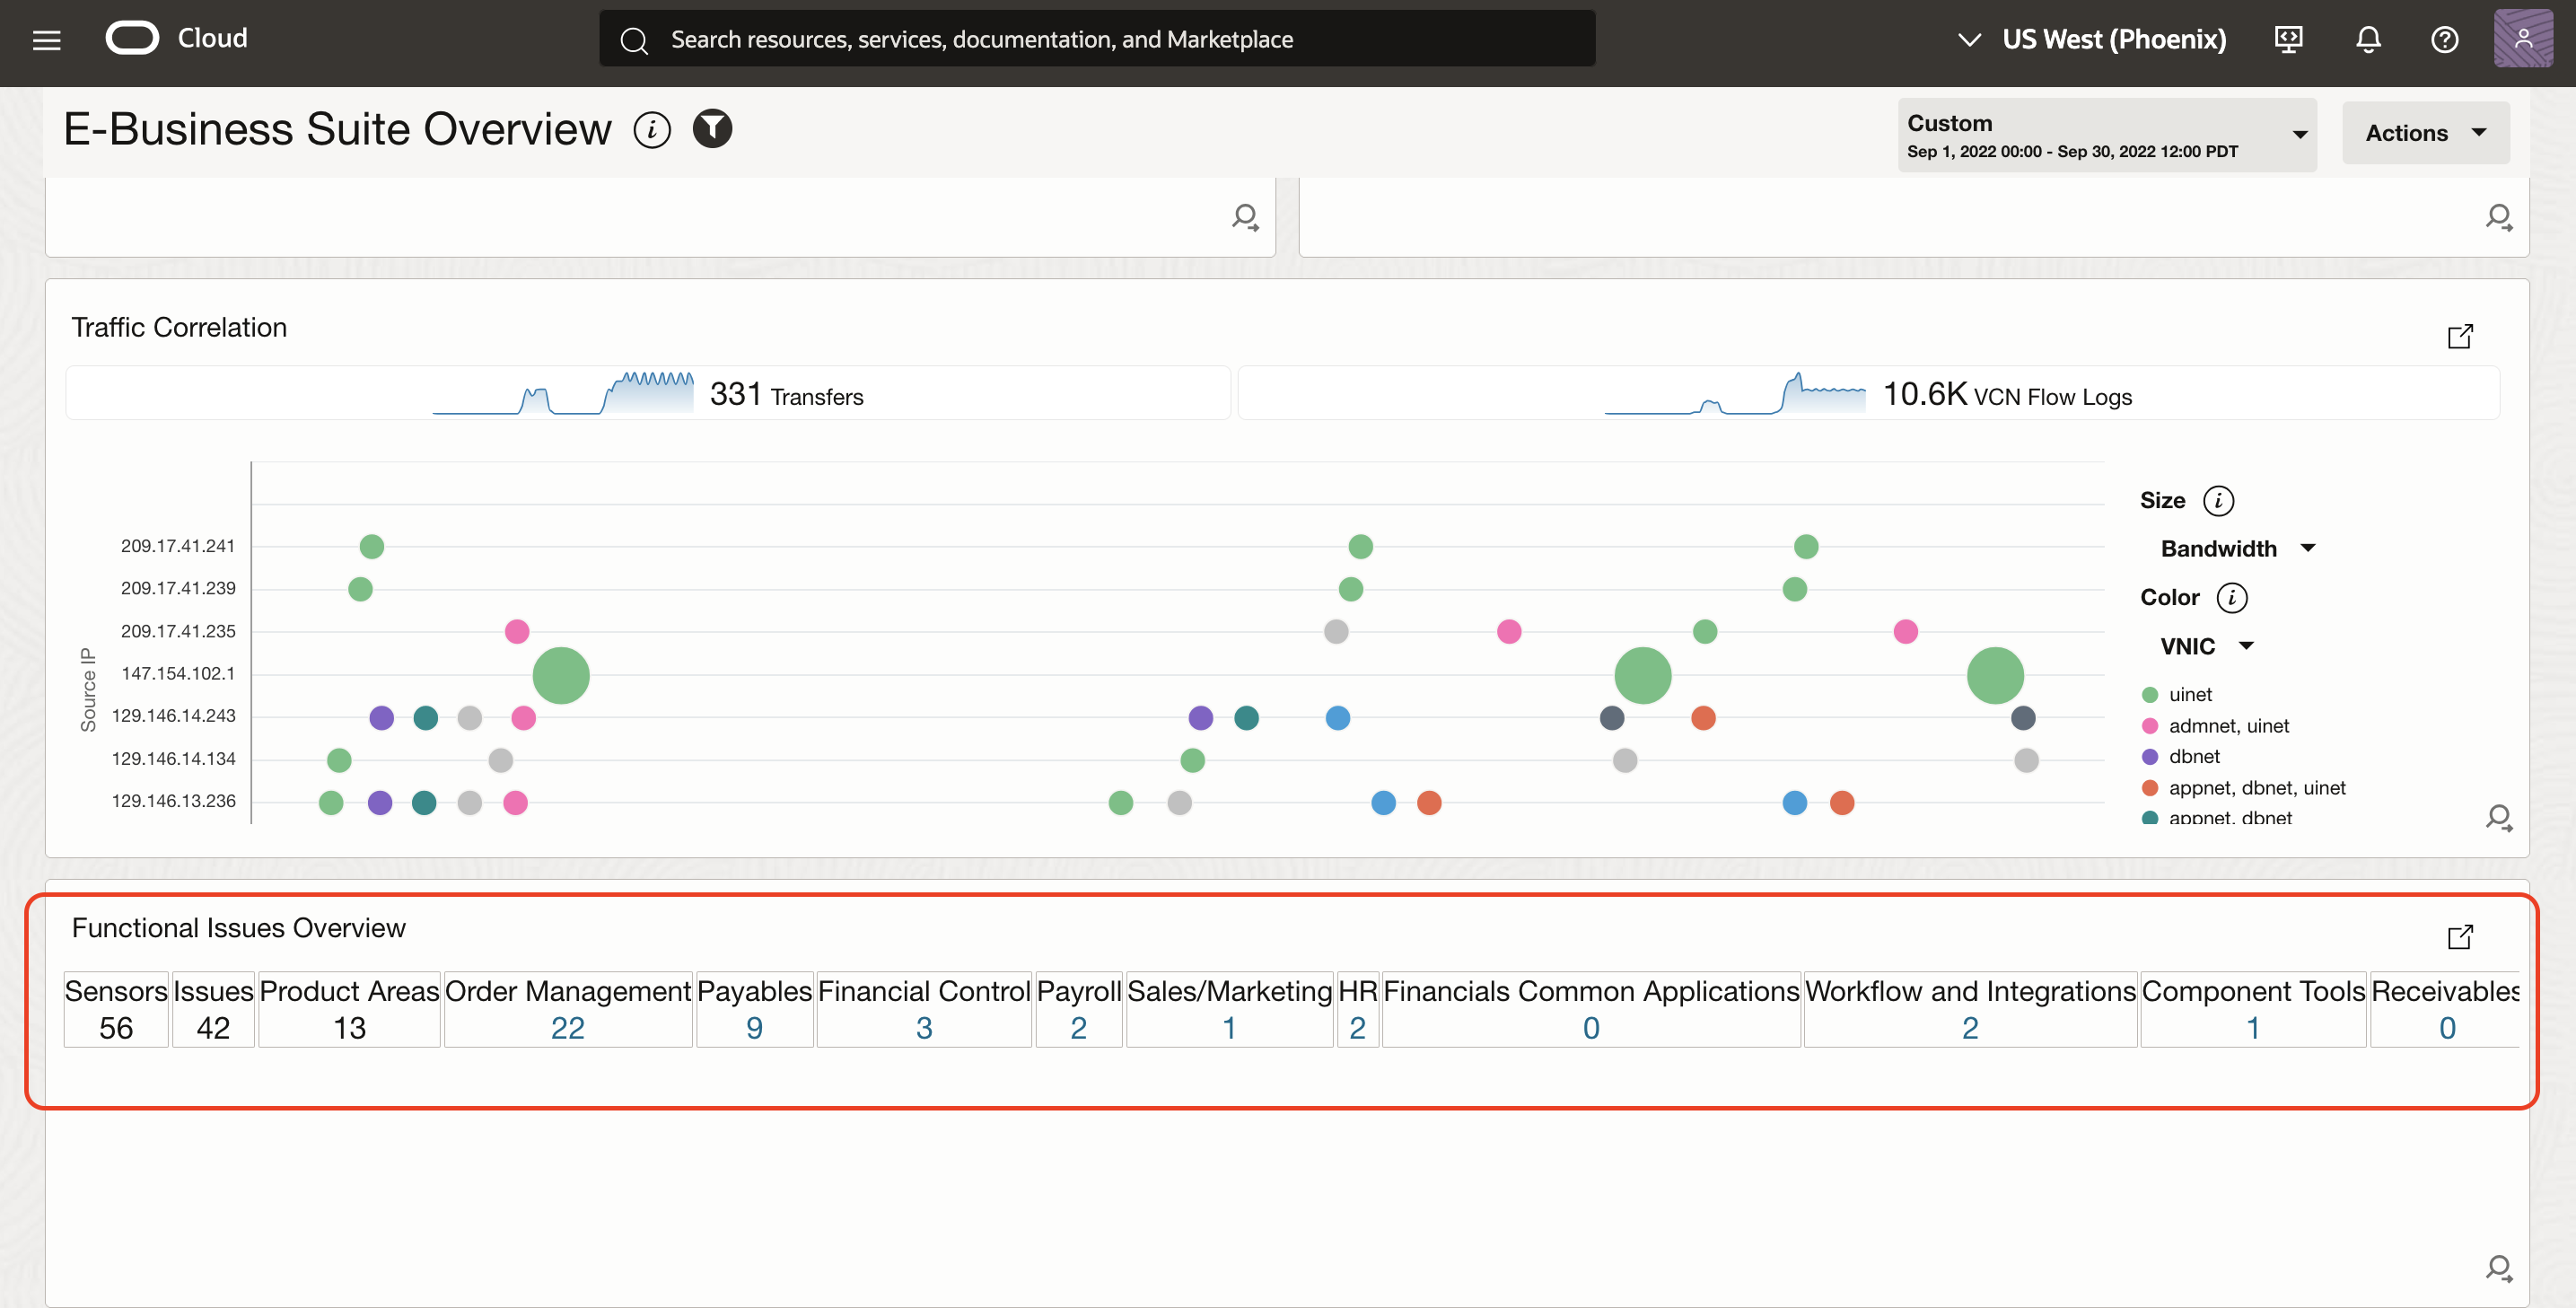 Cloud
Search resources, services, documentation, and Marketplace
US West (Phoenix)
E-Business Suite Overview
Custom
Sep 1, 2022 00:00 - Sep 30, 2022 12:00 PDT
Actions
Traffic Correlation
331 Transfers
10.6K VCN Flow Logs
Source IP
209.17.41.241
209.17.41.239
209.17.41.235
147.154.102.1
129.146.14.243
129.146.14.134
129.146.13.236
Size
Bandwidth
Color
VNIC
uinet
admnet, uinet
dbnet
appnet, dbnet, uinet
appnet, dbnet
Functional Issues Overview
Sensors Issues Product Areas Order Management Payables Financial Control Payroll Sales/Marketing HR Financials Common Applications Workflow and Integrations Component Tools Receivables
56 42 13 22 9 3 2 1 2 0 2 1 0